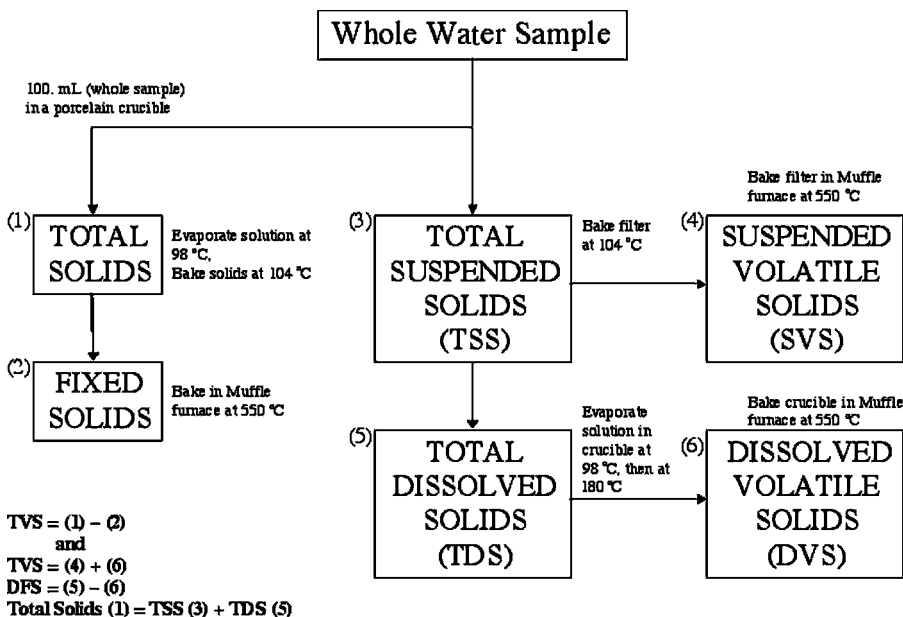 Whole Water Sample
100. mL (whole sample)
in a porcelain crucible
(1)
TOTAL
SOLIDS
Evaporate solution at
98 °C,
Bake solids at 104 °C
(2)
FIXED
SOLIDS
Bake in Muffle
furnace at 550 °C
(3)
TOTAL
SUSPENDED
SOLIDS
(TSS)
Bake filter
at 104 °C
Bake filter in Muffle
furnace at 550 °C
(4)
SUSPENDED
VOLATILE
SOLIDS
(SVS)
(5)
TOTAL
DISSOLVED
SOLIDS
(TDS)
Evaporate
solution in
crucible at
98 °C, then at
180 °C
Bake crucible in Muffle
furnace at 550 °C
(6)
DISSOLVED
VOLATILE
SOLIDS
(DVS)
TVS = (1) – (2)
and
TVS = (4) + (6)
DFS = (5) – (6)
Total Solids (1) = TSS (3) + TDS (5)